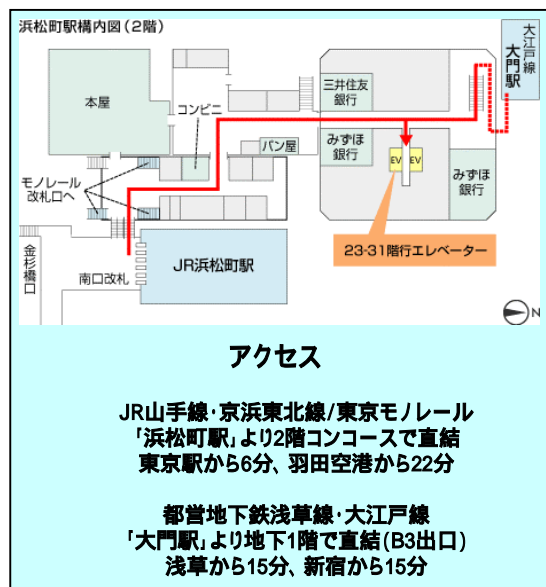 浜松町駅構内図(2階)
大江戸線
大門駅
本屋
コンビニ
三井住友
銀行
パン屋
みずほ
銀行
EV
EV
みずほ
銀行
モノレール
改札口へ
23-31階行エレベーター
金杉橋口
南口改札
JR浜松町駅
N
アクセス
JR山手線・京浜東北線/東京モノレール
「浜松町駅」より2階コンコースで直結
東京駅から6分、羽田空港から22分
都営地下鉄浅草線・大江戸線
「大門駅」より地下1階で直結(B3出口)
浅草から15分、新宿から15分